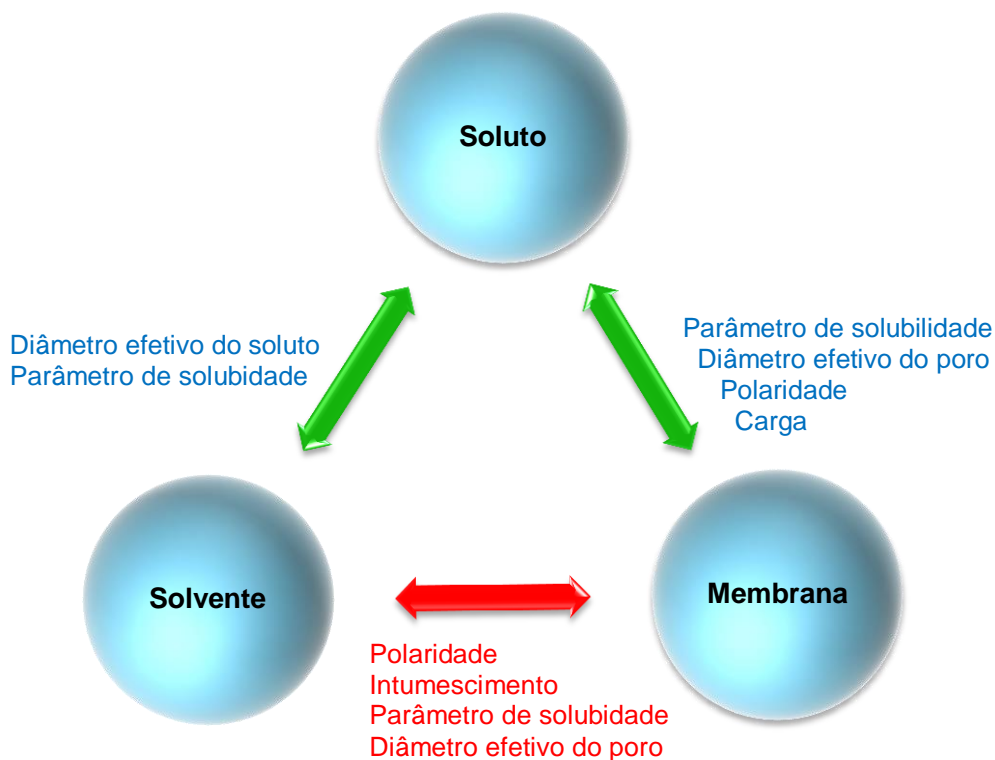 Soluto
Diâmetro efetivo do soluto
Parâmetro de solubidade
Parâmetro de solubilidade
Diâmetro efetivo do poro
Polaridade
Carga
Solvente
Membrana
Polaridade
Intumescimento
Parâmetro de solubidade
Diâmetro efetivo do poro